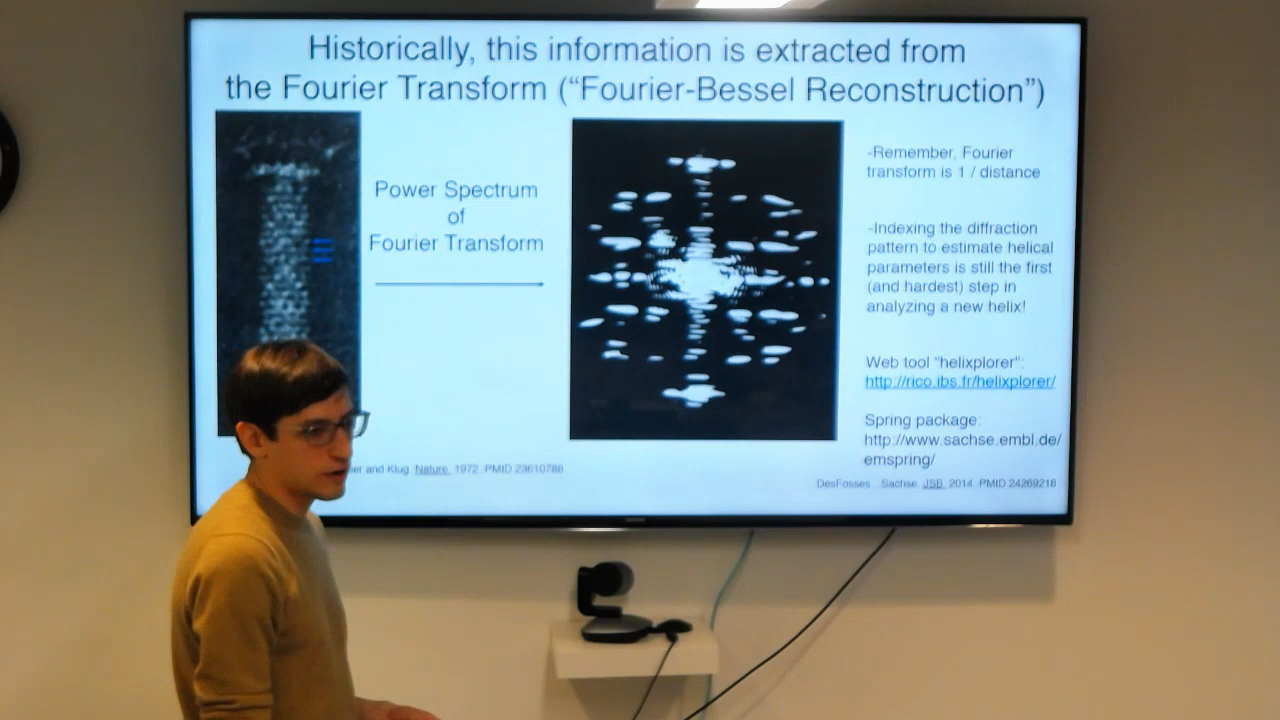 Historically, this information is extracted from
the Fourier Transform ("Fourier-Bessel Reconstruction")
Power Spectrum
of
Fourier Transform
-Remember, Fourier
transform is 1 / distance
-Indexing the diffraction
pattern to estimate helical
parameters is still the first
(and hardest) step in
analyzing a new helix!
Web tool "helixplorer":
http://rico.ibs.fr/helixplorer/
Spring package:
http://www.sachse.embl.de/
emspring/
and Klug. Nature, 1972. PMID 23610788
DesFosses... Sachse. JSB, 2014. PMID 24269218